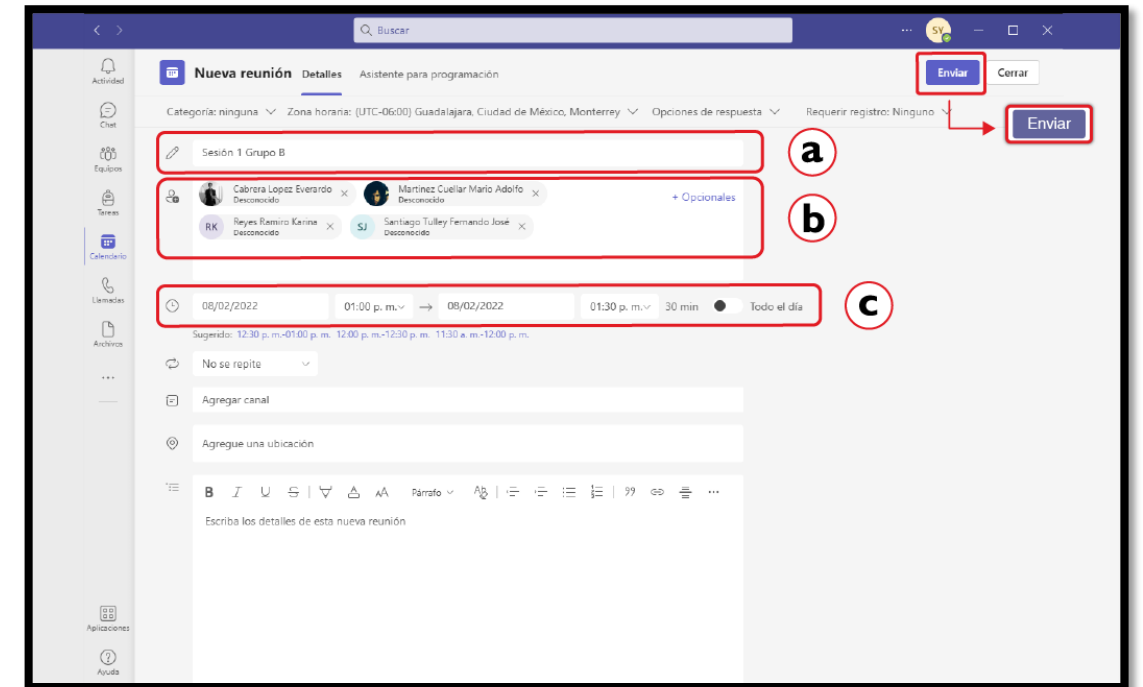 Buscar
SY
Actividad
Chat
Equipos
Tareas
Calendario
Llamadas
Archivos
Aplicaciones
Ayuda
Nueva reunión Detalles Asistente para programación
Enviar Cerrar
Categoría: ninguna Zona horaria: (UTC-06:00) Guadalajara, Ciudad de México, Monterrey Opciones de respuesta Requerir registro: Ninguno
Enviar
Sesión 1 Grupo B
a
Cabrera Lopez Everardo Martinez Cuellar Mario Adolfo
Desconocido Desconocido
+ Opcionales
RK Reyes Ramiro Karina SJ Santiago Tulley Fernando José
Desconocido Desconocido
b
08/02/2022 01:00 p. m. → 08/02/2022 01:30 p. m. 30 min Todo el día
c
Sugerido: 12:30 p. m.-01:00 p. m. 12:00 p. m.-12:30 p. m. 11:30 a. m.-12:00 p. m.
No se repite
Agregar canal
Agregue una ubicación
B I U S A AA Párrafo
Escriba los detalles de esta nueva reunión